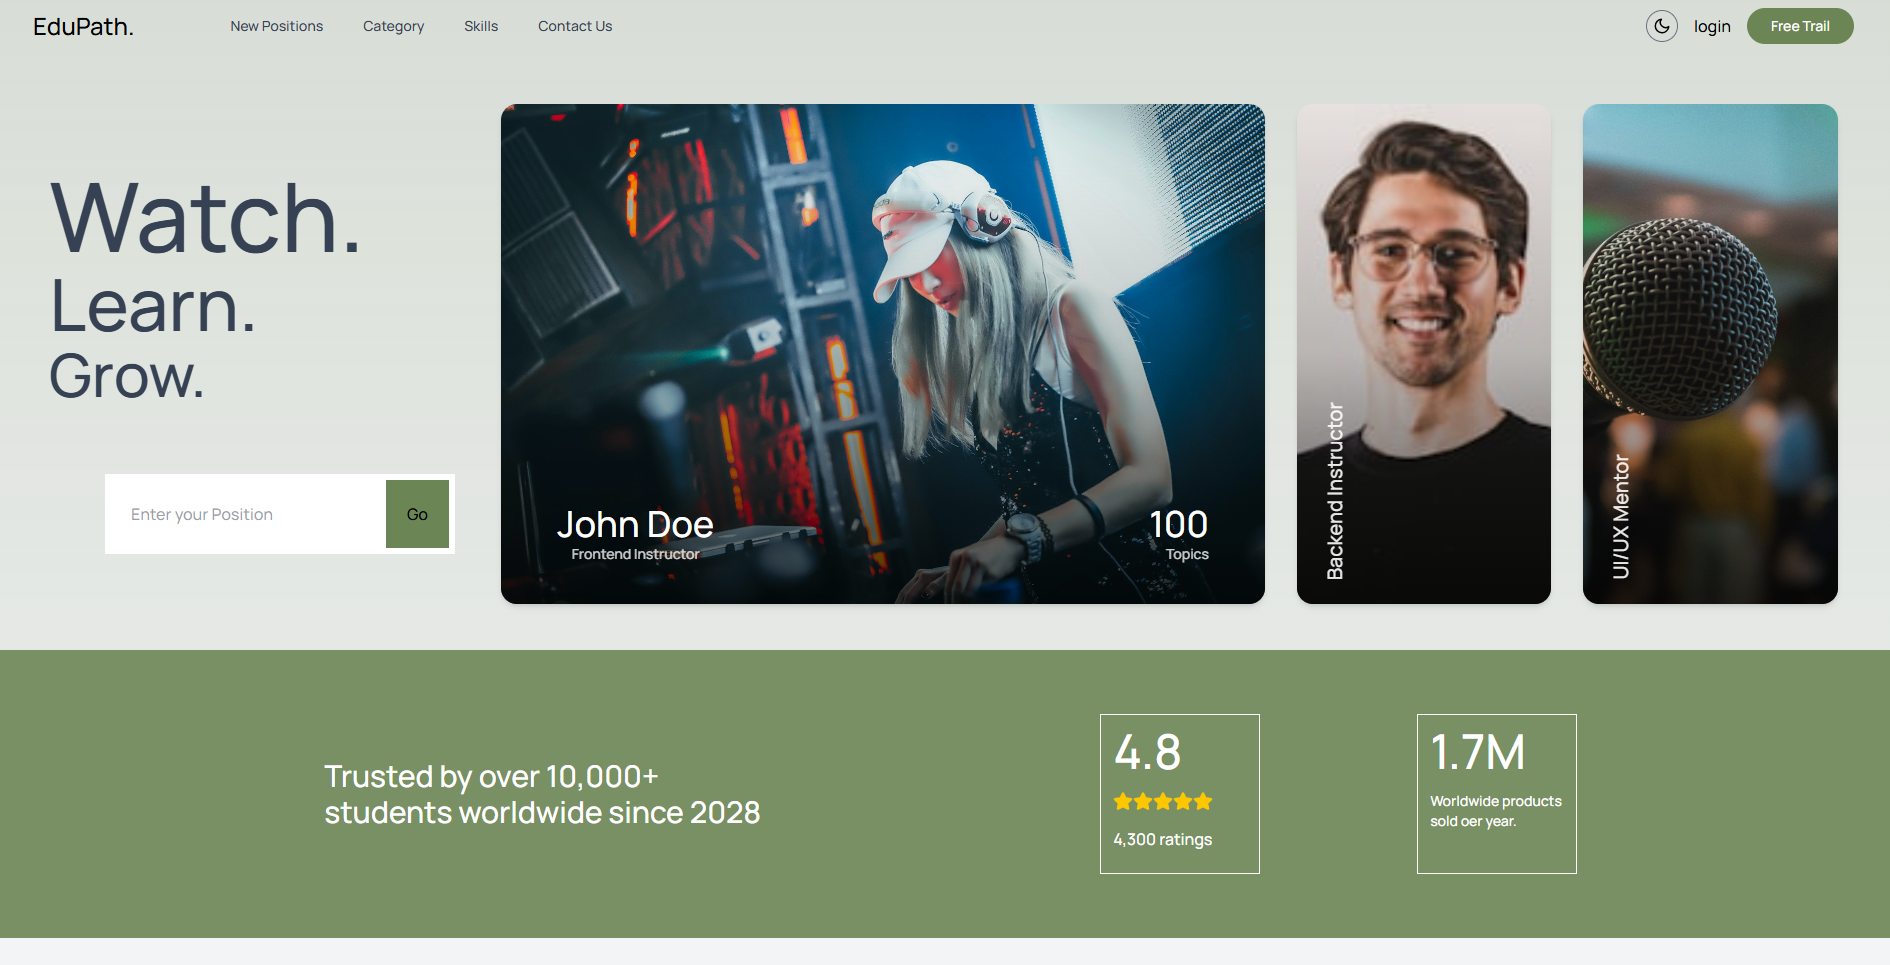 EduPath.
New Positions
Category
Skills
Contact Us
login
Free Trail
Watch.
Learn.
Grow.
Enter your Position
Go
John Doe
Frontend Instructor
100
Topics
Backend Instructor
UI/UX Mentor
Trusted by over 10,000+
students worldwide since 2028
4.8
4,300 ratings
1.7M
Worldwide products
sold oer year.